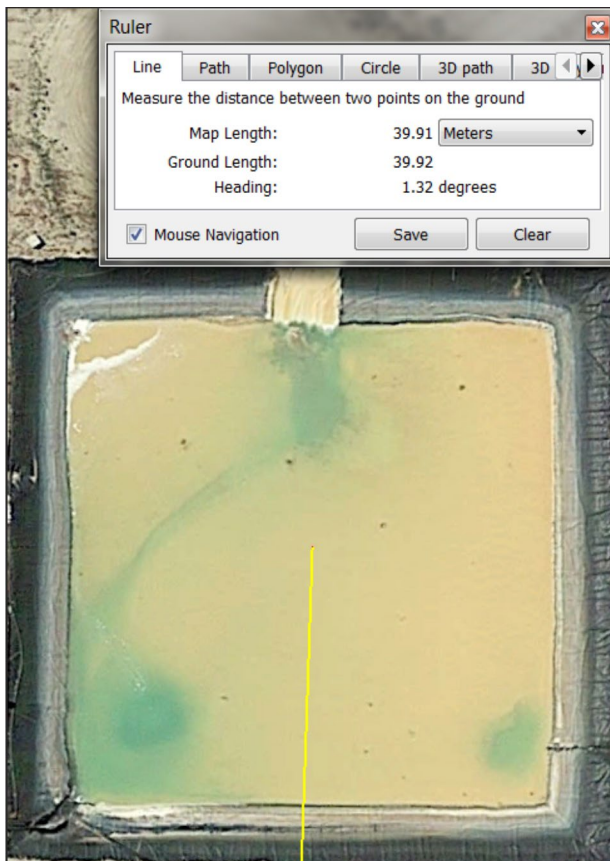 Ruler
Line Path Polygon Circle 3D path 3D
Measure the distance between two points on the ground
Map Length: 39.91 Meters
Ground Length: 39.92
Heading: 1.32 degrees
Mouse Navigation Save Clear